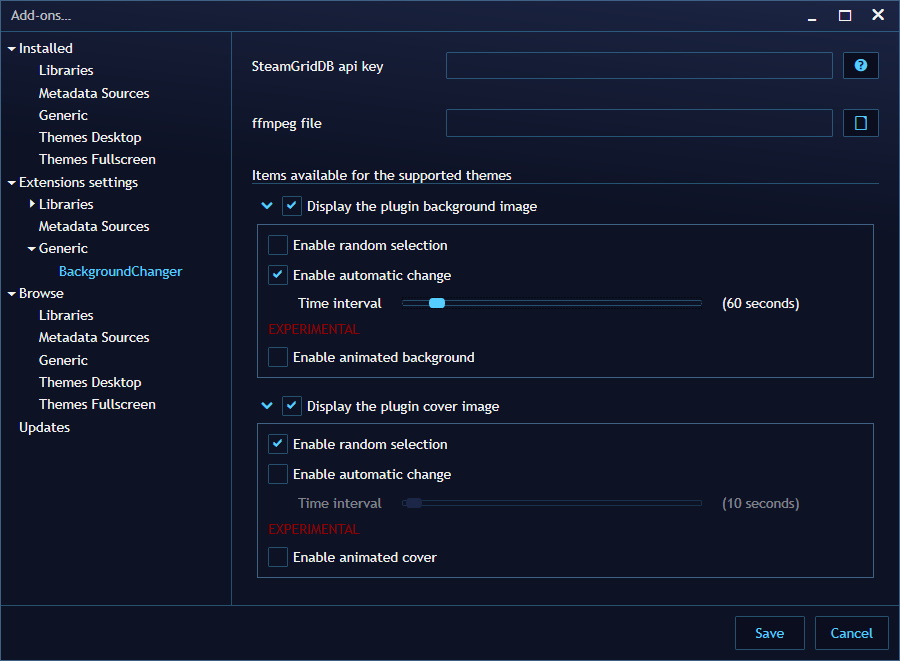 Add-ons...
Installed
Libraries
Metadata Sources
Generic
Themes Desktop
Themes Fullscreen
Extensions settings
Libraries
Metadata Sources
Generic
BackgroundChanger
Browse
Libraries
Metadata Sources
Generic
Themes Desktop
Themes Fullscreen
Updates
SteamGridDB api key
?
ffmpeg file
Items available for the supported themes
Display the plugin background image
Enable random selection
Enable automatic change
Time interval (60 seconds)
EXPERIMENTAL
Enable animated background
Display the plugin cover image
Enable random selection
Enable automatic change
Time interval (10 seconds)
EXPERIMENTAL
Enable animated cover
Save Cancel